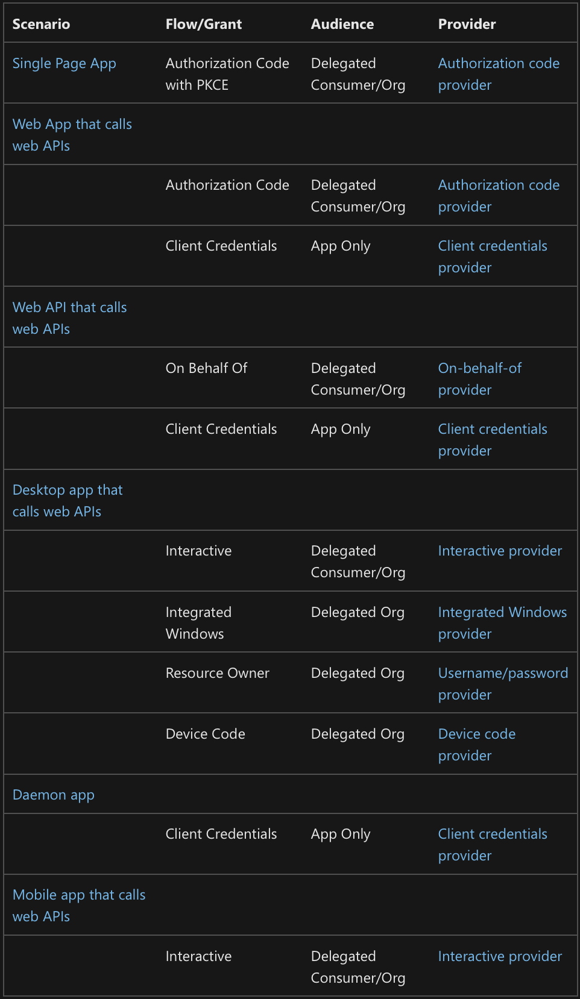 Scenario Flow/Grant Audience Provider
Single Page App Authorization Code Delegated Authorization code
with PKCE Consumer/Org provider
Web App that calls
web APIs
Authorization Code Delegated Authorization code
Consumer/Org provider
Client Credentials App Only Client credentials
provider
Web API that calls
web APIs
On Behalf Of Delegated On-behalf-of
Consumer/Org provider
Client Credentials App Only Client credentials
provider
Desktop app that
calls web APIs
Interactive Delegated Interactive provider
Consumer/Org
Integrated Delegated Org Integrated Windows
Windows provider
Resource Owner Delegated Org Username/password
provider
Device Code Delegated Org Device code
provider
Daemon app
Client Credentials App Only Client credentials
provider
Mobile app that calls
web APIs
Interactive Delegated Interactive provider
Consumer/Org